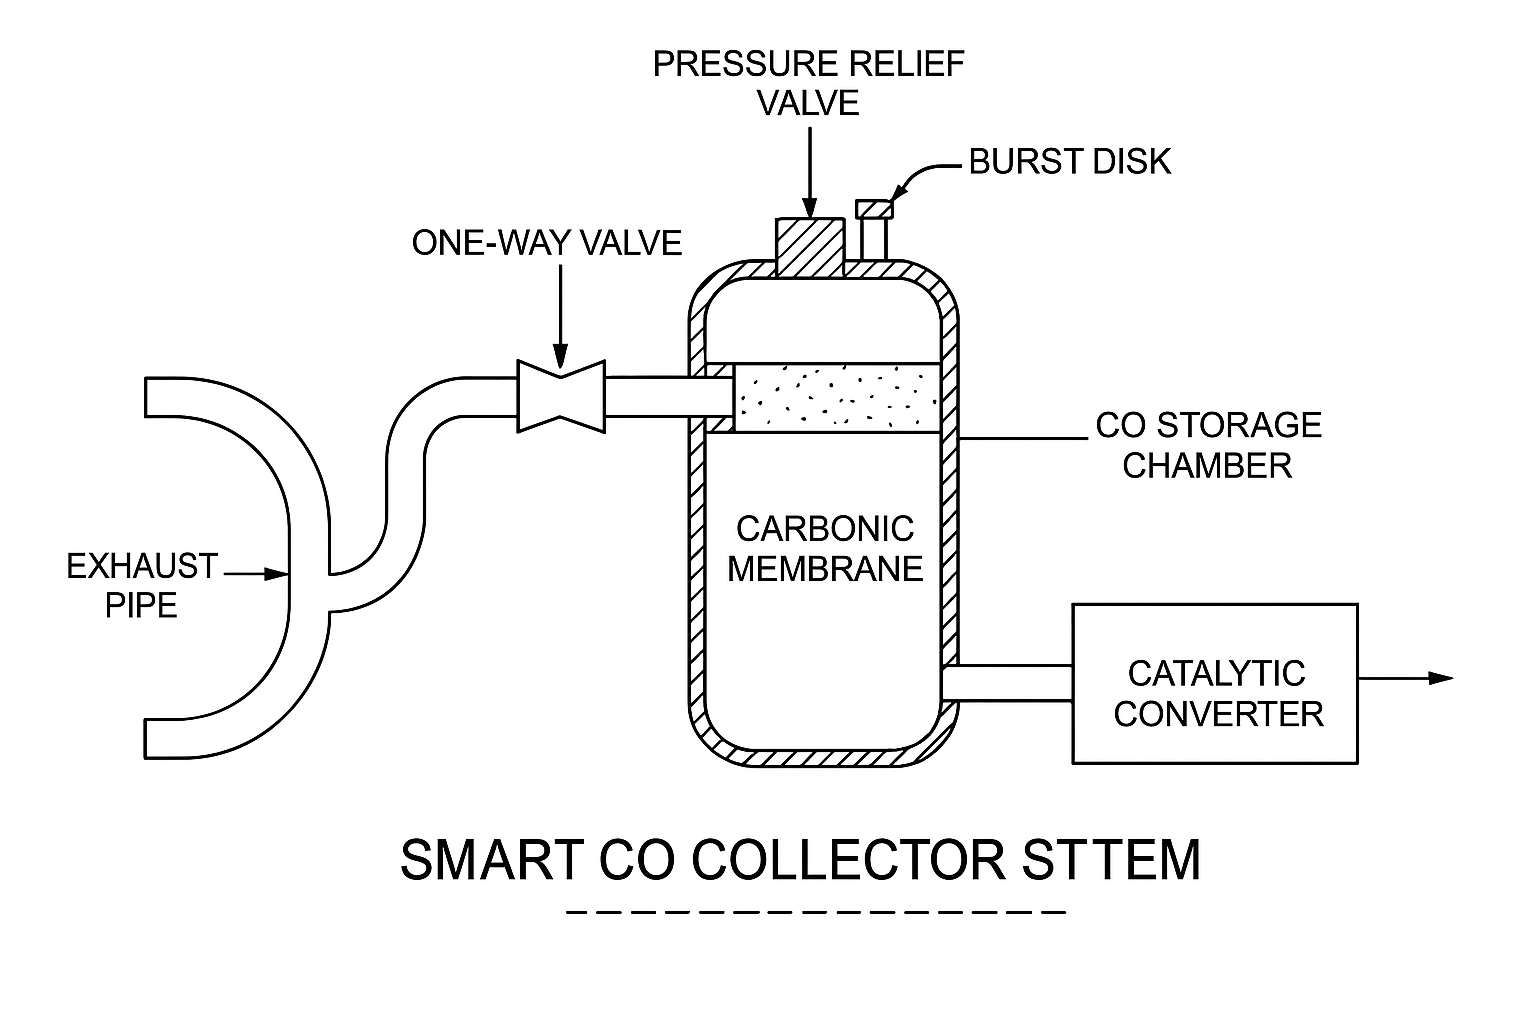 PRESSURE RELIEF
VALVE
BURST DISK
ONE-WAY VALVE
CO STORAGE
CHAMBER
CARBONIC
MEMBRANE
EXHAUST
PIPE
CATALYTIC
CONVERTER
SMART CO COLLECTOR STTEM